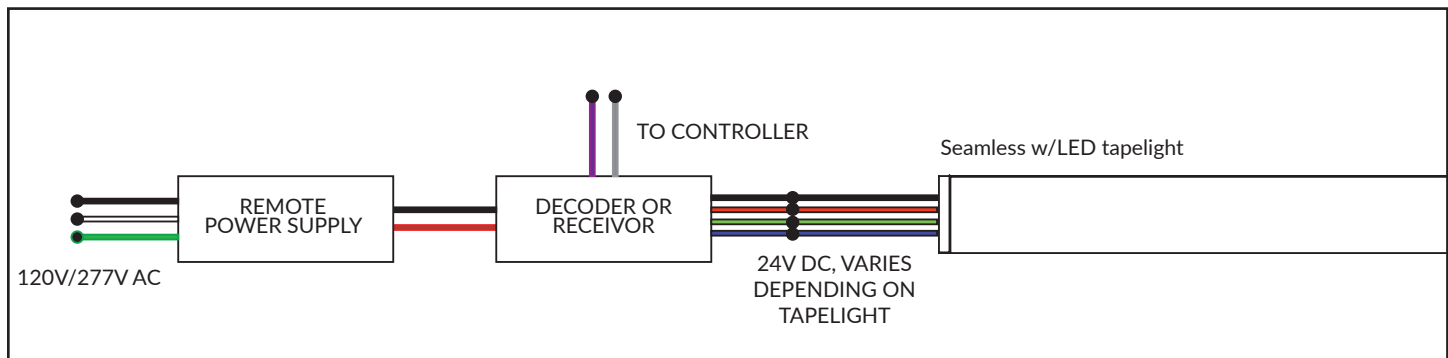 TO CONTROLLER
Seamless w/LED tapelight
REMOTE
POWER SUPPLY
DECODER OR
RECEIVOR
120V/277V AC
24V DC, VARIES
DEPENDING ON
TAPELIGHT